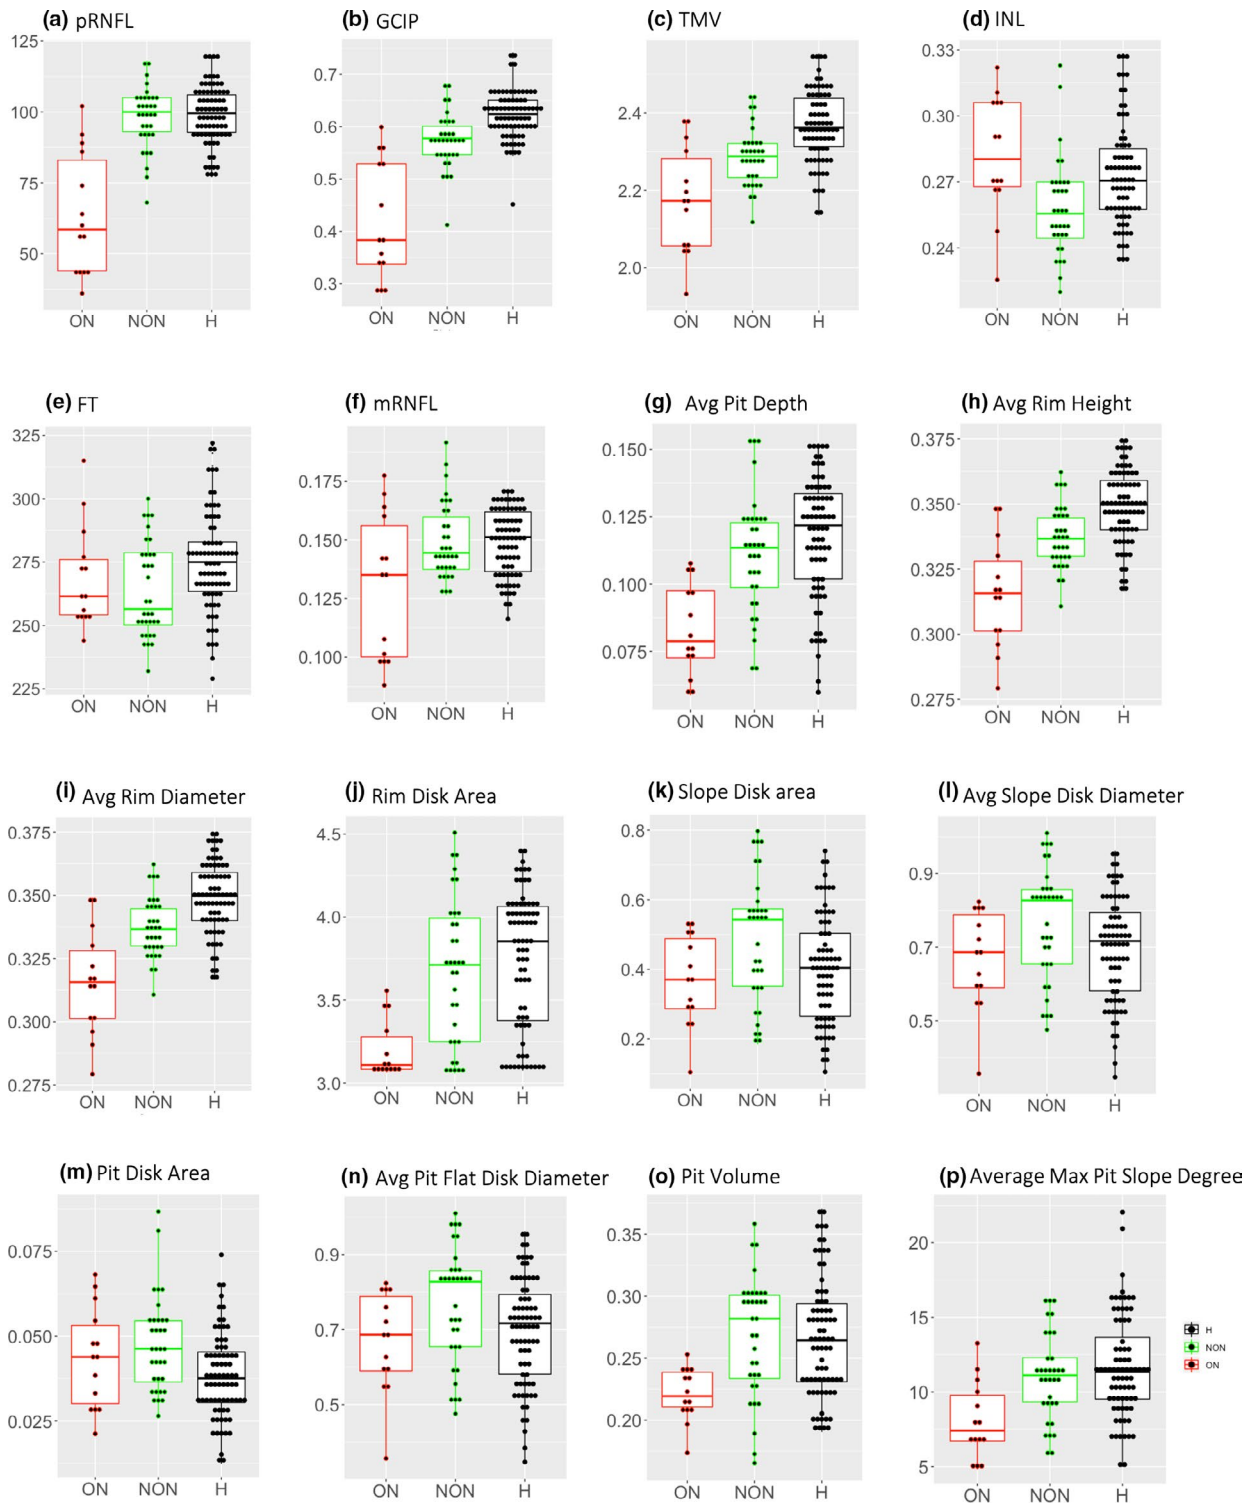 (a) pRNFL
125
100
75
50
ON NON H
(b) GCIP
0.7
0.6
0.5
0.4
0.3
ON NON H
(c) TMV
2.4
2.2
2.0
ON NON H
(d) INL
0.33
0.30
0.27
0.24
ON NON H
(e) FT
325
300
275
250
225
ON NON H
(f) mRNFL
0.175
0.150
0.125
0.100
ON NON H
(g) Avg Pit Depth
0.150
0.125
0.100
0.075
ON NON H
(h) Avg Rim Height
0.375
0.350
0.325
0.300
0.275
ON NON H
(i) Avg Rim Diameter
0.375
0.350
0.325
0.300
0.275
ON NON H
(j) Rim Disk Area
4.5
4.0
3.5
3.0
ON NON H
(k) Slope Disk area
0.8
0.6
0.4
0.2
ON NON H
(l) Avg Slope Disk Diameter
0.9
0.7
0.5
ON NON H
(m) Pit Disk Area
0.075
0.050
0.025
ON NON H
(n) Avg Pit Flat Disk Diameter
0.9
0.7
0.5
ON NON H
(o) Pit Volume
0.35
0.30
0.25
0.20
ON NON H
(p) Average Max Pit Slope Degree
20
15
10
5
ON NON H
H
NON
ON